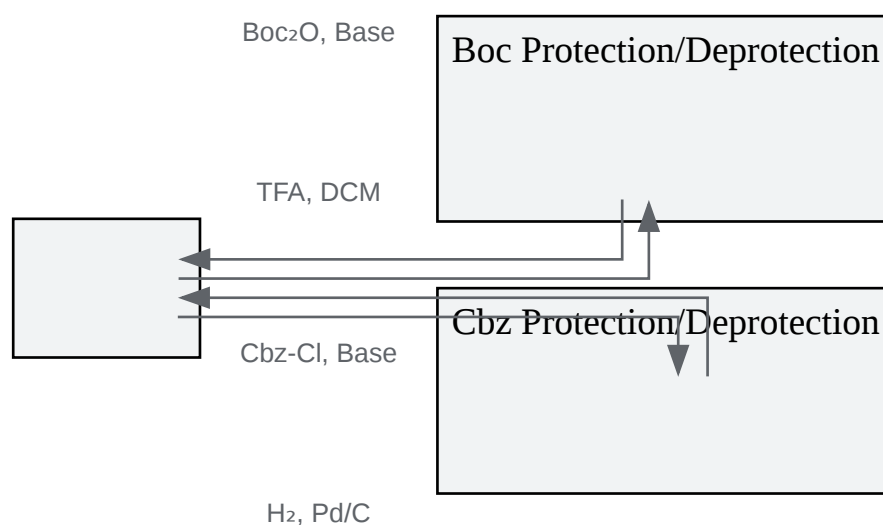 Boc₂O, Base
Boc Protection/Deprotection
TFA, DCM
Cbz Protection/Deprotection
Cbz-Cl, Base
H₂, Pd/C